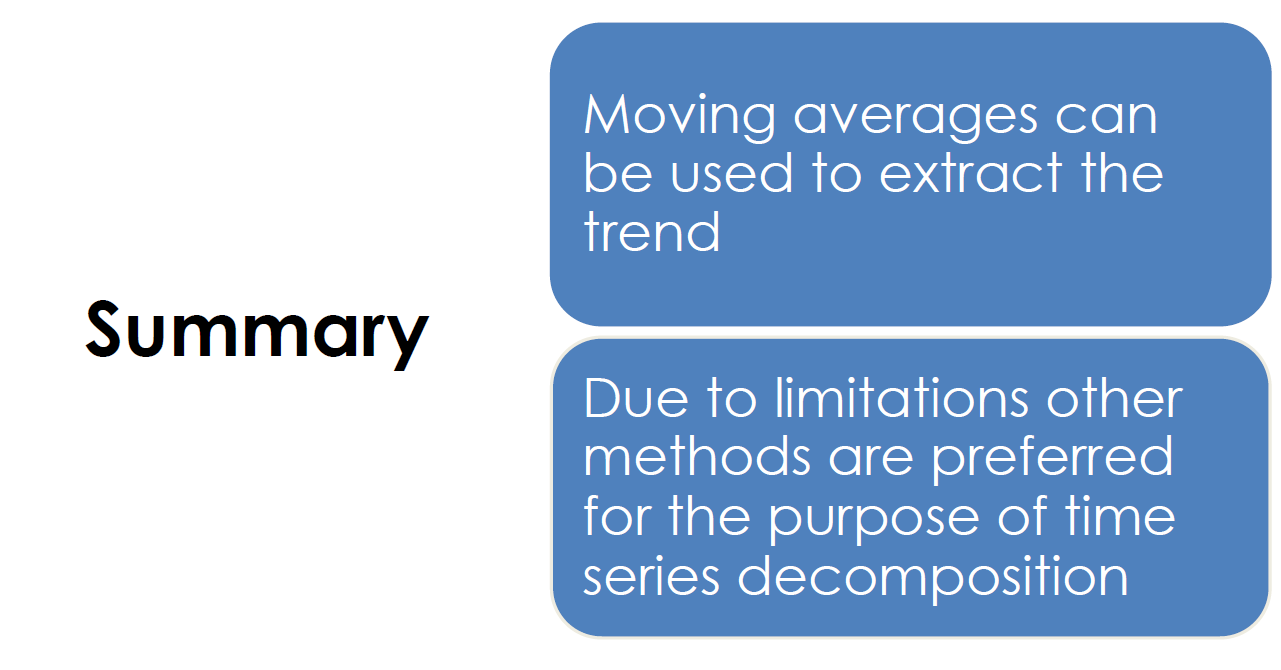 Summary
Moving averages can
be used to extract the
trend
Due to limitations other
methods are preferred
for the purpose of time
series decomposition